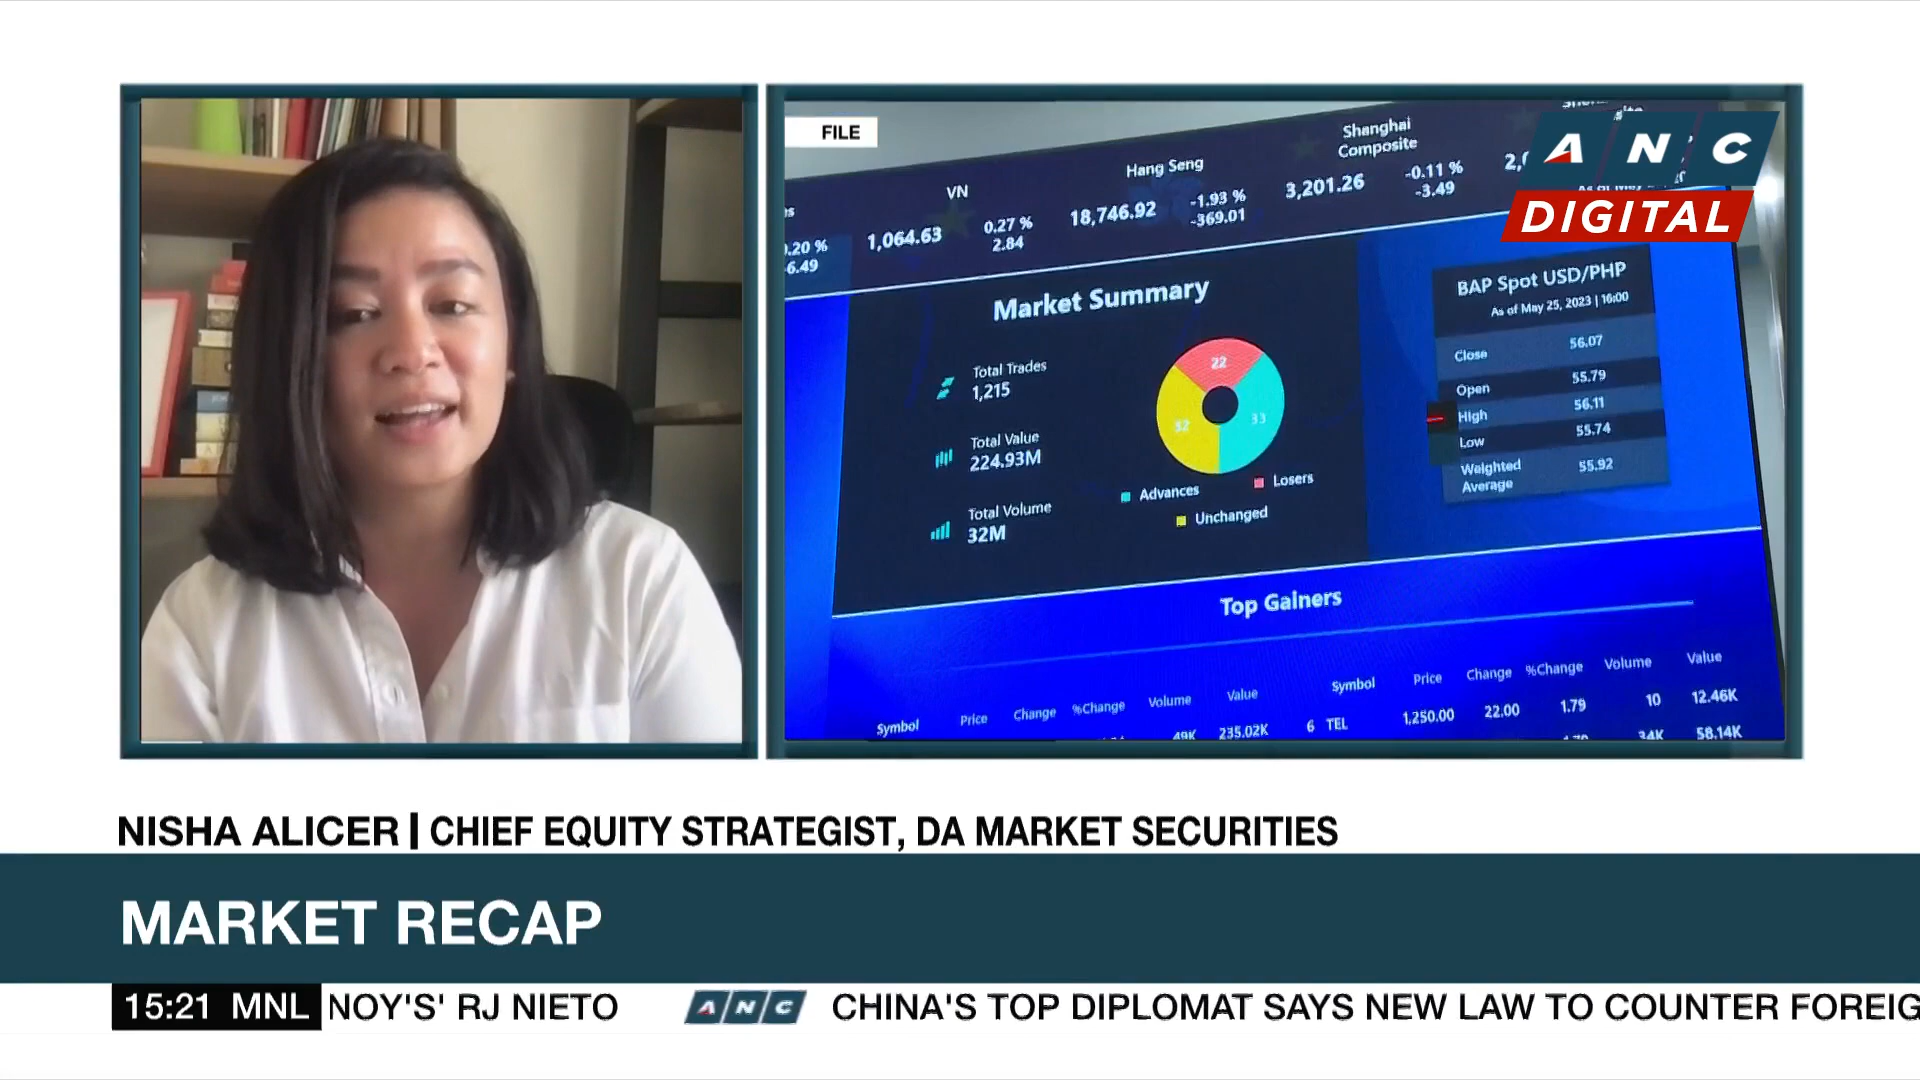 FILE
ANC
DIGITAL
VN
1,064.63
0.27 %
2.84
Hang Seng
18,746.92
-1.93 %
-369.01
Shanghai
Composite
3,201.26
-0.11 %
-3.49
Market Summary
Total Trades
1,215
Total Value
224.93M
Total Volume
32M
22
32
33
Advances
Losers
Unchanged
BAP Spot USD/PHP
As of May 25, 2023 | 16:00
Close 56.07
Open 55.79
High 56.11
Low 55.74
Weighted
Average 55.92
Top Gainers
Symbol Price Change %Change Volume Value
49K 235.02K
Symbol Price Change %Change Volume Value
6 TEL 1,250.00 22.00 1.79 10 12.46K
34K 58.14K
NISHA ALICER | CHIEF EQUITY STRATEGIST, DA MARKET SECURITIES
MARKET RECAP
15:21 MNL NOY'S' RJ NIETO ANC CHINA'S TOP DIPLOMAT SAYS NEW LAW TO COUNTER FOREIG